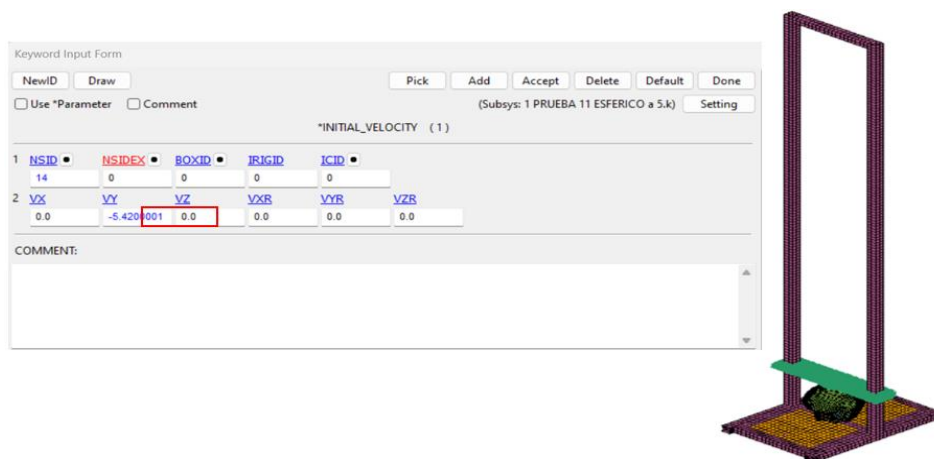 Keyword Input Form
NewID Draw Pick Add Accept Delete Default Done
Use *Parameter Comment (Subsys: 1 PRUEBA 11 ESFERICO a 5.k) Setting
*INITIAL_VELOCITY (1)
1 NSID NSIDEX BOXID IRIGID ICID
14 0 0 0 0
2 VX VY VZ VXR VYR VZR
0.0 -5.4200001 0.0 0.0 0.0 0.0
COMMENT: